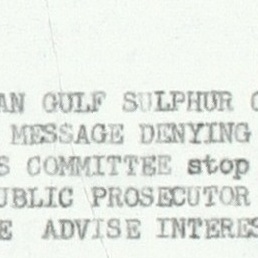 AN GULF SULPHUR C
MESSAGE DENYING
S COMMITTEE stop
UBLIC PROSECUTOR
E ADVISE INTERES